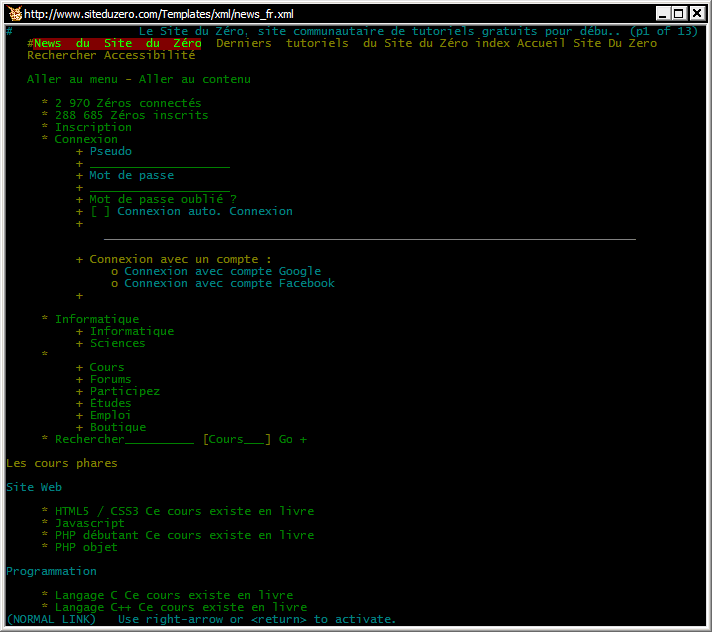 http://www.siteduzero.com/Templates/xml/news_fr.xml
# Le Site du Zéro, site communautaire de tutoriels gratuits pour débu.. (p1 of 13)
#News du Site du Zéro Derniers tutoriels du Site du Zéro index Accueil Site Du Zero
Rechercher Accessibilité
Aller au menu - Aller au contenu
* 2 970 Zéros connectés
* 288 685 Zéros inscrits
* Inscription
* Connexion
+ Pseudo
+ ____________________
+ Mot de passe
+ ____________________
+ Mot de passe oublié ?
+ [ ] Connexion auto. Connexion
+
____________________________________________________________________________
+ Connexion avec un compte :
o Connexion avec compte Google
o Connexion avec compte Facebook
+
* Informatique
+ Informatique
+ Sciences
*
+ Cours
+ Forums
+ Participez
+ Études
+ Emploi
+ Boutique
* Rechercher__________ [Cours___] Go +
Les cours phares
Site Web
* HTML5 / CSS3 Ce cours existe en livre
* Javascript
* PHP débutant Ce cours existe en livre
* PHP objet
Programmation
* Langage C Ce cours existe en livre
* Langage C++ Ce cours existe en livre
(NORMAL LINK) Use right-arrow or <return> to activate.